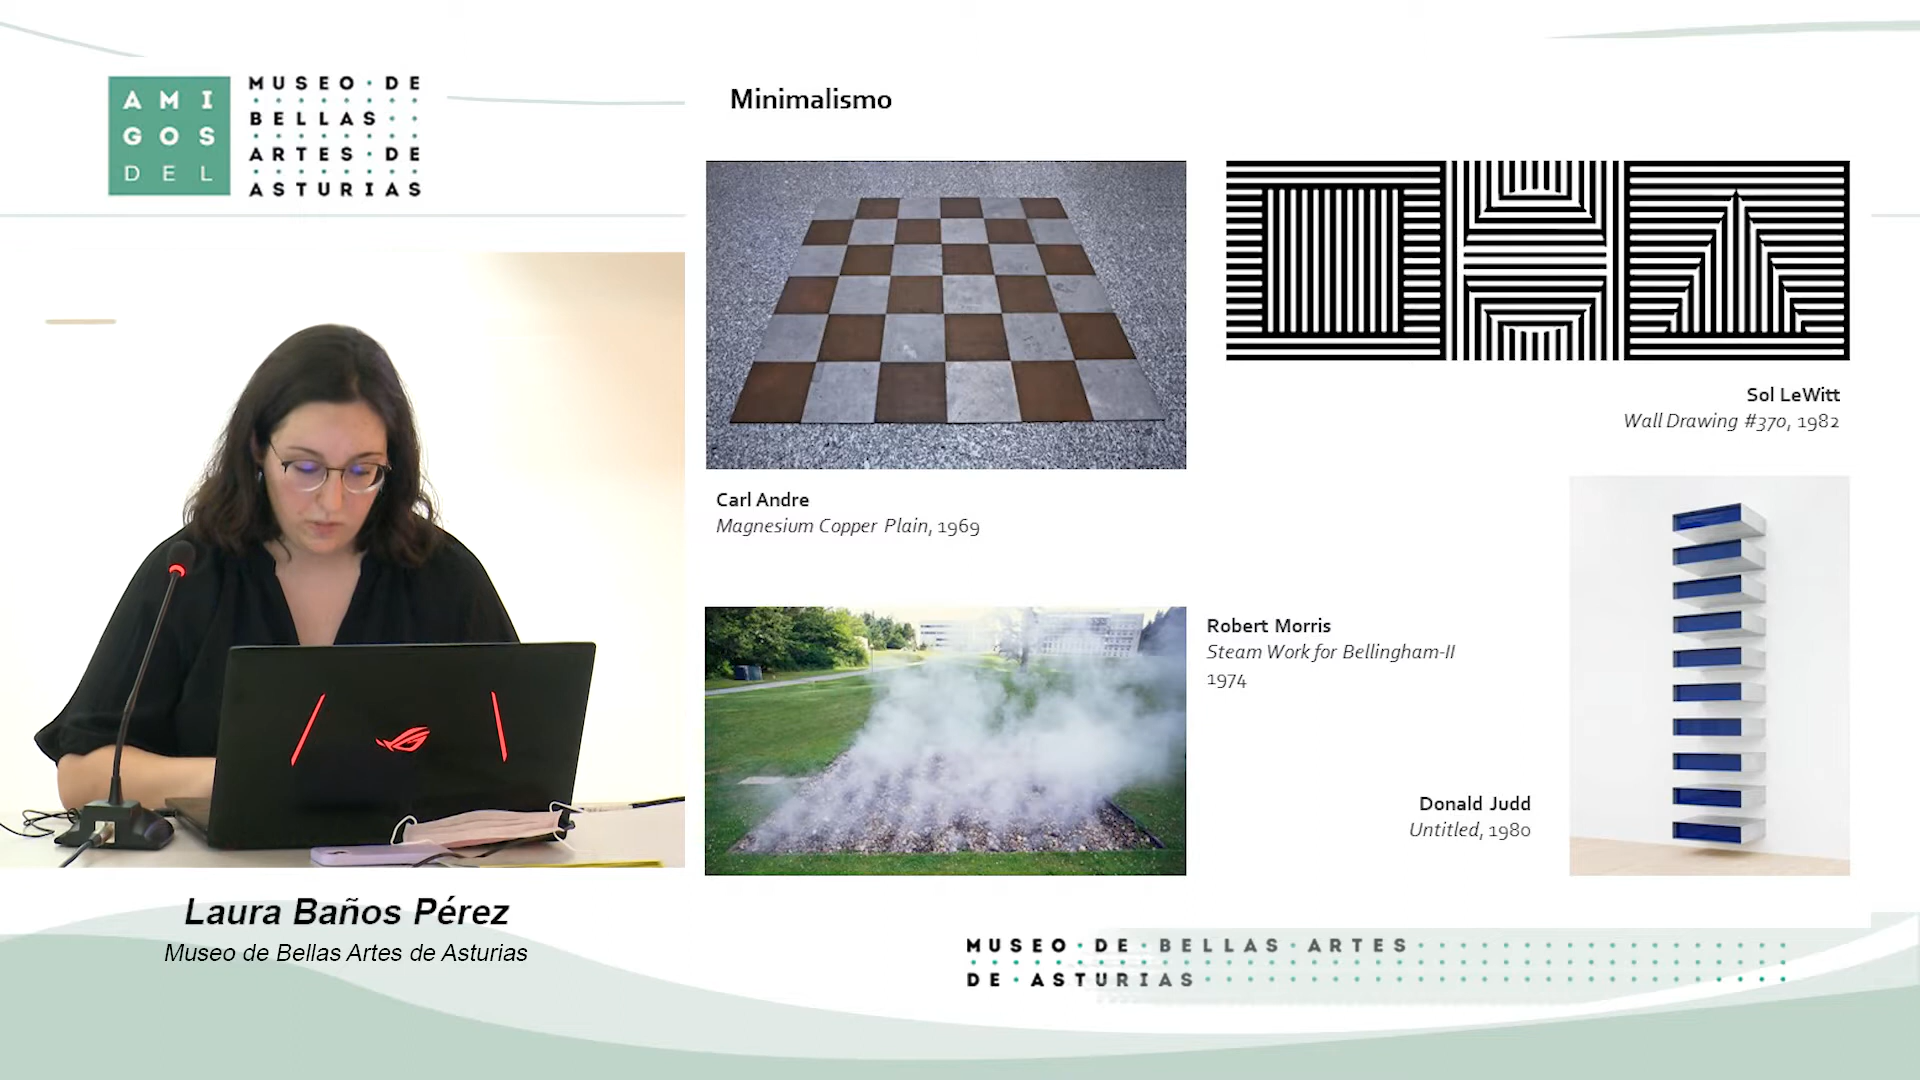 AMI
GOS
DEL
MUSEO·DE
BELLAS
ARTES·DE
ASTURIAS
Minimalismo
Carl Andre
Magnesium Copper Plain, 1969
Sol LeWitt
Wall Drawing #370, 1982
Robert Morris
Steam Work for Bellingham-II
1974
Donald Judd
Untitled, 1980
Laura Baños Pérez
Museo de Bellas Artes de Asturias
MUSEO·DE·BELLAS·ARTES
DE·ASTURIAS